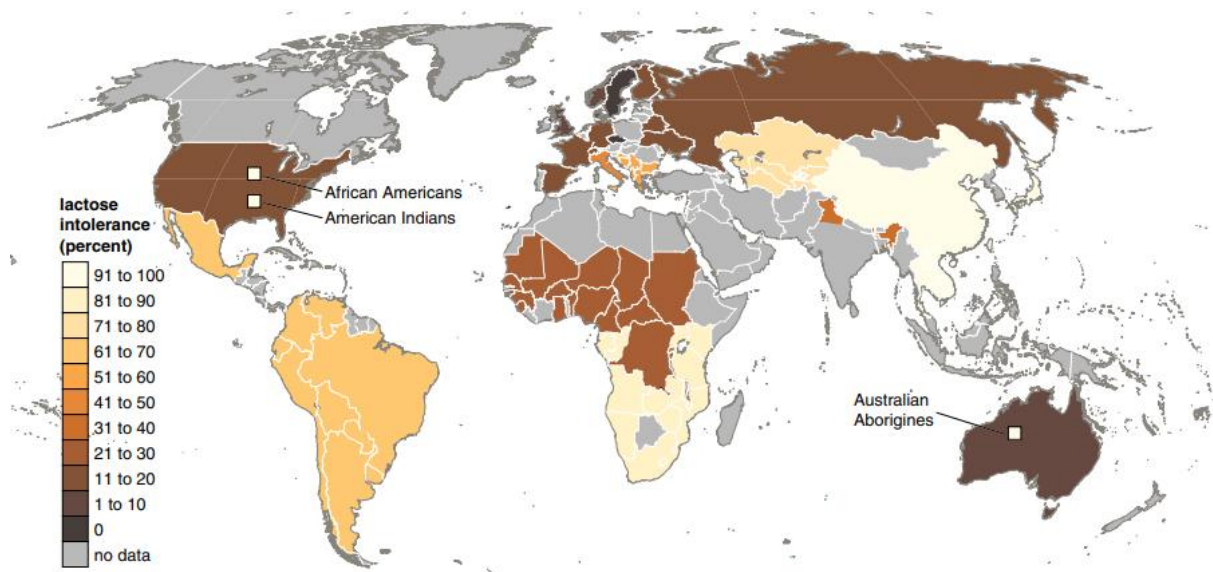 African Americans
American Indians
lactose
intolerance
(percent)
91 to 100
81 to 90
71 to 80
61 to 70
51 to 60
41 to 50
31 to 40
21 to 30
11 to 20
1 to 10
0
no data
Australian
Aborigines